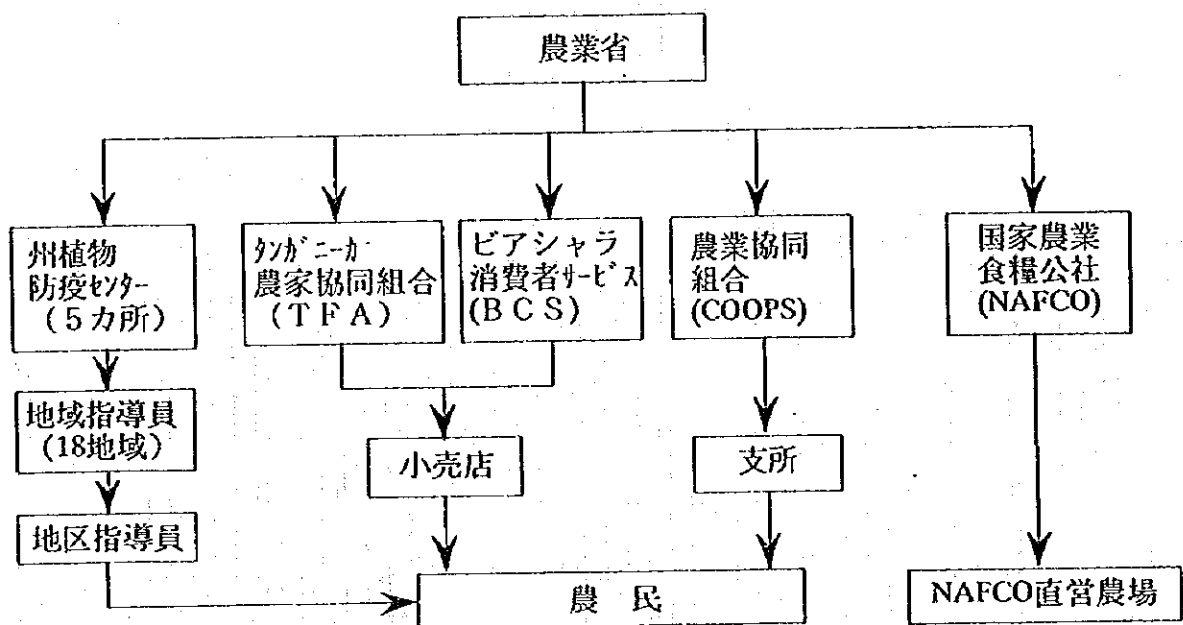 農業省
州植物
防疫ｾﾝﾀｰ
(5カ所)
ﾀﾝｶﾞﾆｰｶ
農家協同組合
(TFA)
ビアシャラ
消費者ｻｰﾋﾞｽ
(BCS)
農業協同
組合
(COOPS)
国家農業
食糧公社
(NAFCO)
地域指導員
(18地域)
小売店
支所
地区指導員
農 民
NAFCO直営農場